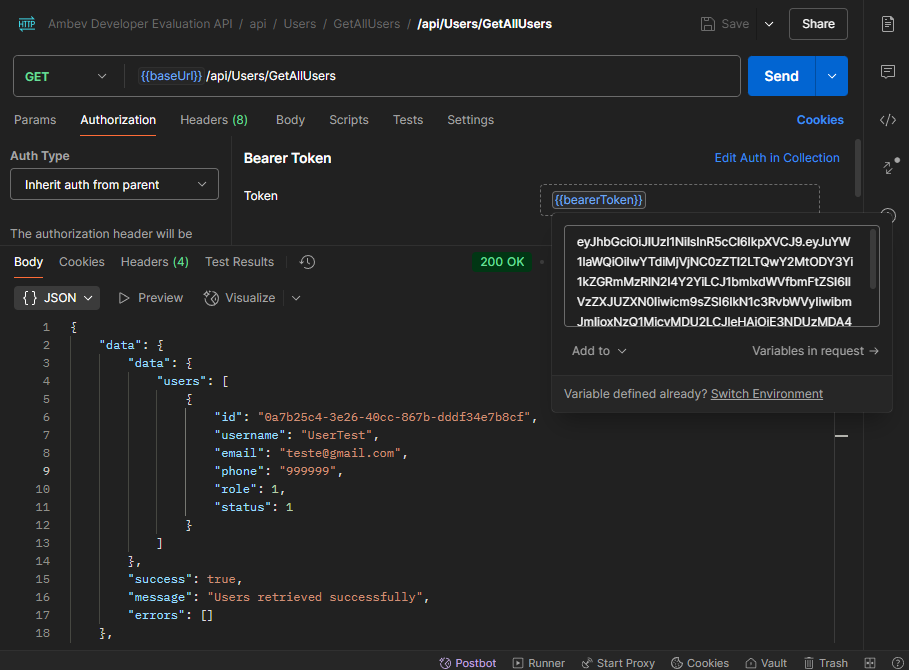 HTTP Ambev Developer Evaluation API / api / Users / GetAllUsers / /api/Users/GetAllUsers Save Share
GET {{baseUrl}} /api/Users/GetAllUsers Send
Params Authorization Headers (8) Body Scripts Tests Settings Cookies
Auth Type
Inherit auth from parent
The authorization header will be
Bearer Token Edit Auth in Collection
Token {{bearerToken}}
Body Cookies Headers (4) Test Results 200 OK
{} JSON Preview Visualize
Add to Variables in request →
Variable defined already? Switch Environment
1 {
2 "data": {
3 "data": {
4 "users": [
5 {
6 "id": "0a7b25c4-3e26-40cc-867b-dddf34e7b8cf",
7 "username": "UserTest",
8 "email": "teste@gmail.com",
9 "phone": "999999",
10 "role": 1,
11 "status": 1
12 }
13 ]
14 },
15 "success": true,
16 "message": "Users retrieved successfully",
17 "errors": []
18 },
Postbot Runner Start Proxy Cookies Vault Trash